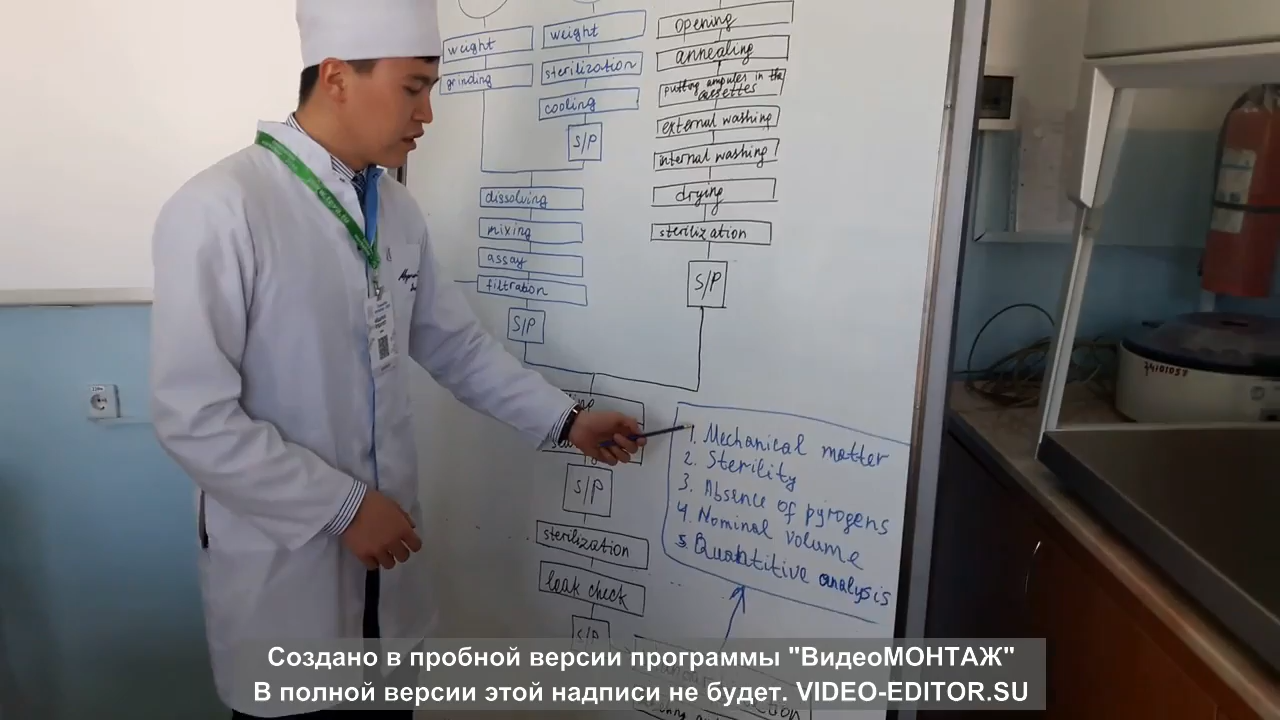 weight
grinding
weight
sterilization
cooling
S/P
opening
annealing
putting ampules in the
cassettes
external washing
internal washing
drying
sterilization
S/P
dissolving
mixing
assay
filtration
S/P
S/P
sterilization
leak check
S/P
1. Mechanical matter
2. Sterility
3. Absence of pyrogens
4. Nominal volume
5. Quantitive analysis
74101057
Создано в пробной версии программы "ВидеоМОНТАЖ"
В полной версии этой надписи не будет. VIDEO-EDITOR.SU